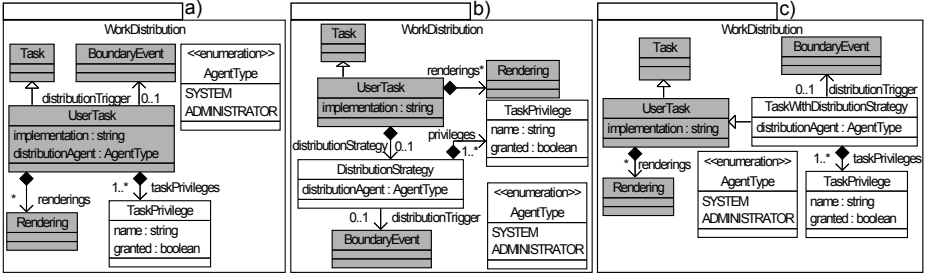 a)
WorkDistribution
Task
BoundaryEvent
<<enumeration>>
AgentType
SYSTEM
ADMINISTRATOR
distributionTrigger
0..1
UserTask
implementation : string
distributionAgent : AgentType
*
renderings
1..*
taskPrivileges
Rendering
TaskPrivilege
name : string
granted : boolean
b)
WorkDistribution
Task
renderings*
Rendering
UserTask
implementation : string
TaskPrivilege
name : string
granted : boolean
privileges
1..*
distributionStrategy
0..1
DistributionStrategy
distributionAgent : AgentType
<<enumeration>>
AgentType
SYSTEM
ADMINISTRATOR
0..1
distributionTrigger
BoundaryEvent
c)
WorkDistribution
Task
BoundaryEvent
0..1
distributionTrigger
UserTask
implementation : string
TaskWithDistributionStrategy
distributionAgent : AgentType
*
renderings
Rendering
<<enumeration>>
AgentType
SYSTEM
ADMINISTRATOR
1..*
taskPrivileges
TaskPrivilege
name : string
granted : boolean